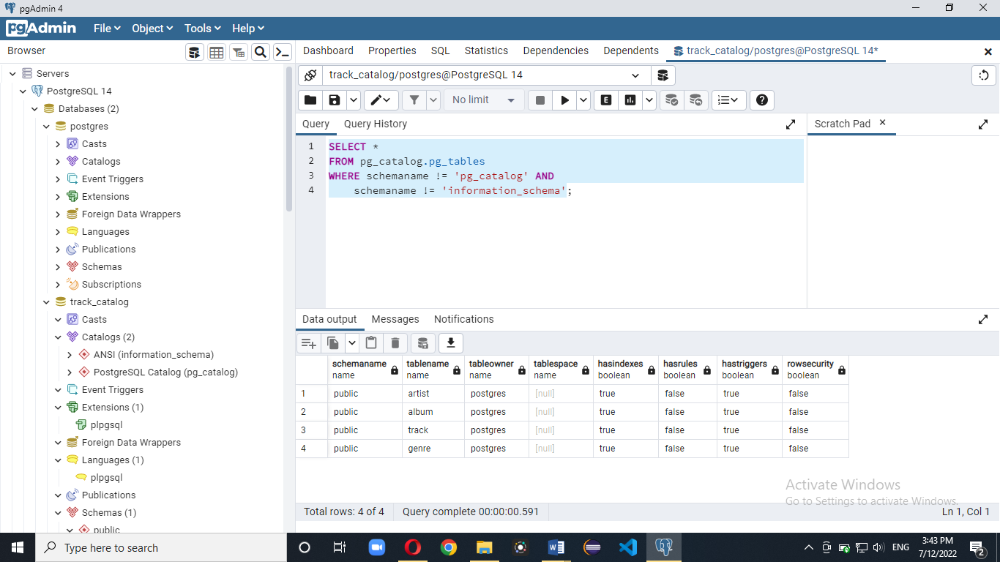 pgAdmin 4
pgAdmin File Object Tools Help
Browser
Dashboard Properties SQL Statistics Dependencies Dependents track_catalog/postgres@PostgreSQL 14*
Servers
PostgreSQL 14
Databases (2)
postgres
Casts
Catalogs
Event Triggers
Extensions
Foreign Data Wrappers
Languages
Publications
Schemas
Subscriptions
track_catalog
Casts
Catalogs (2)
ANSI (information_schema)
PostgreSQL Catalog (pg_catalog)
Event Triggers
Extensions (1)
plpgsql
Foreign Data Wrappers
Languages (1)
plpgsql
Publications
Schemas (1)
public
track_catalog/postgres@PostgreSQL 14
No limit
E
Query Query History
Scratch Pad
1 SELECT *
2 FROM pg_catalog.pg_tables
3 WHERE schemaname != 'pg_catalog' AND
4 schemaname != 'information_schema';
Data output Messages Notifications
schemaname tablename tableowner tablespace hasindexes hasrules hastriggers rowsecurity
name name name name boolean boolean boolean boolean
1 public artist postgres [null] true false true false
2 public album postgres [null] true false true false
3 public track postgres [null] true false true false
4 public genre postgres [null] true false true false
Activate Windows
Go to Settings to activate Windows.
Total rows: 4 of 4 Query complete 00:00:00.591 Ln 1, Col 1
Type here to search
ENG
3:43 PM
7/12/2022
2